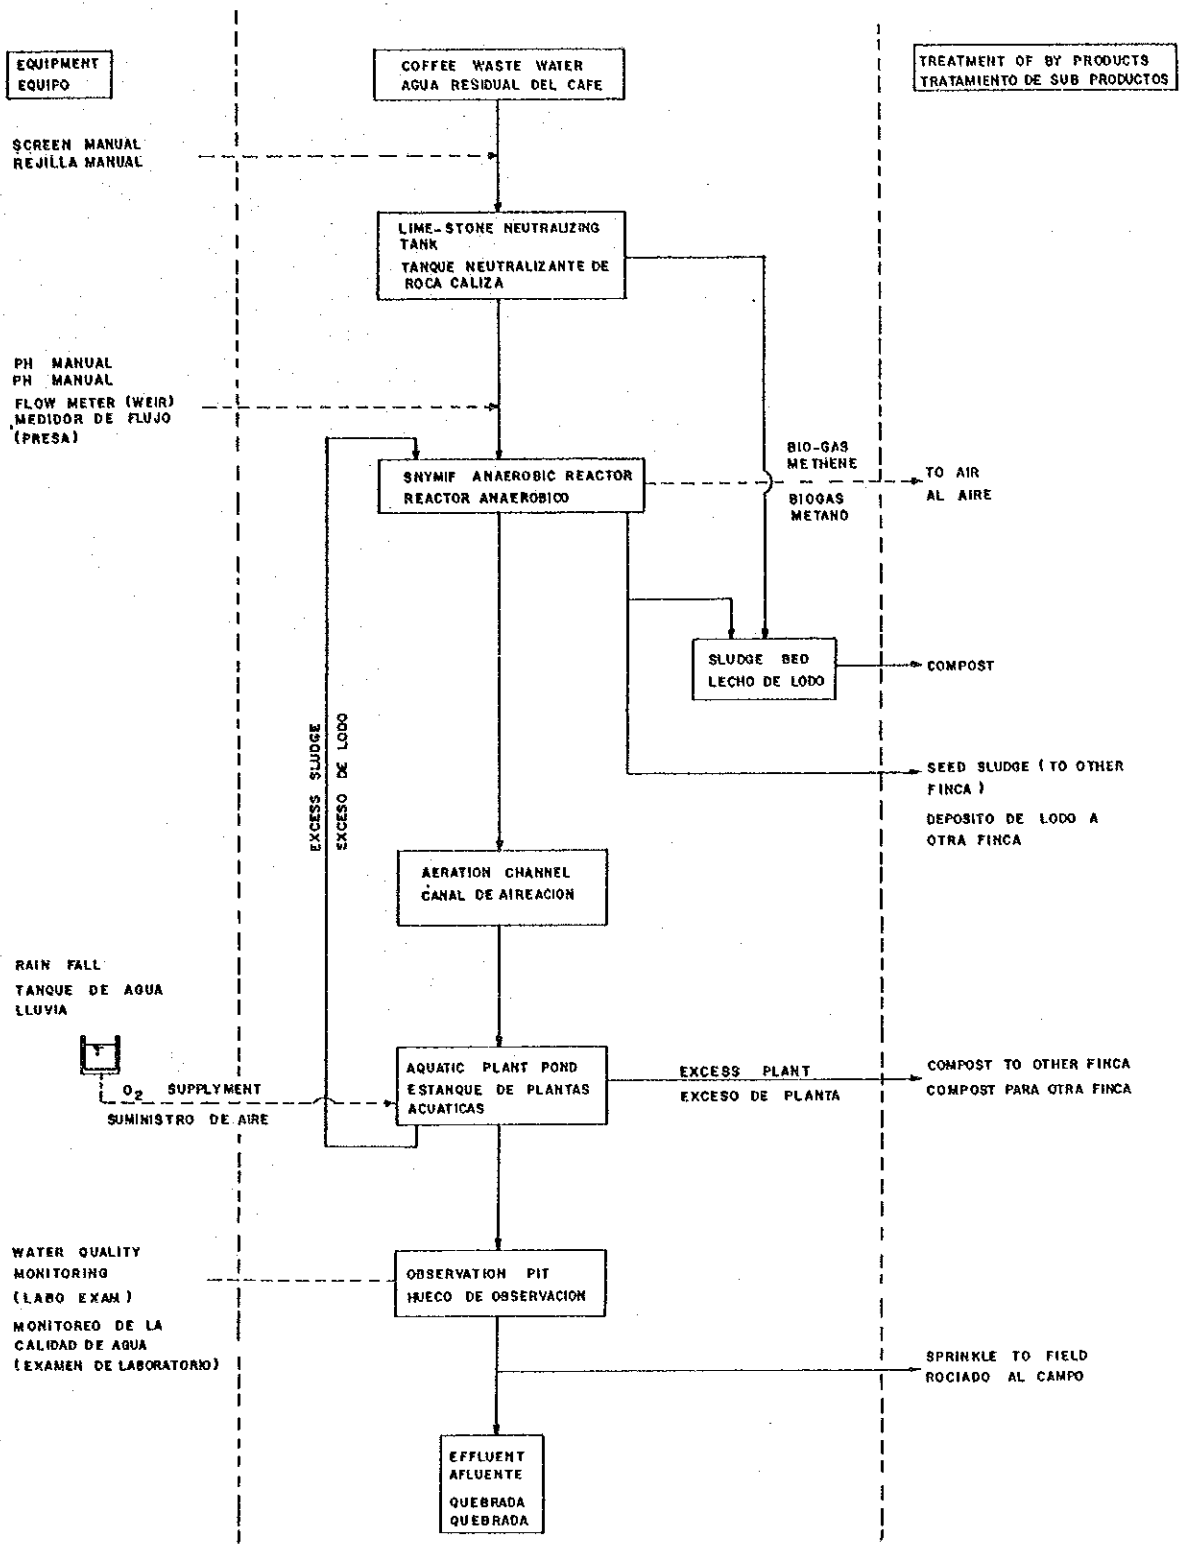 EQUIPMENT
EQUIPO
COFFEE WASTE WATER
AGUA RESIDUAL DEL CAFE
TREATMENT OF BY PRODUCTS
TRATAMIENTO DE SUB PRODUCTOS
SCREEN MANUAL
REJILLA MANUAL
LIME-STONE NEUTRALIZING
TANK
TANQUE NEUTRALIZANTE DE
ROCA CALIZA
PH MANUAL
PH MANUAL
FLOW METER (WEIR)
MEDIDOR DE FLUJO
(PRESA)
SNYMIF ANAEROBIC REACTOR
REACTOR ANAEROBICO
BIO-GAS
METHENE
BIOGAS
METANO
TO AIR
AL AIRE
SLUDGE BED
LECHO DE LODO
COMPOST
EXCESS SLUDGE
EXCESO DE LODO
SEED SLUDGE (TO OTHER
FINCA)
DEPOSITO DE LODO A
OTRA FINCA
AERATION CHANNEL
CANAL DE AIREACION
RAIN FALL
TANQUE DE AGUA
LLUVIA
O2 SUPPLYMENT
SUMINISTRO DE AIRE
AQUATIC PLANT POND
ESTANQUE DE PLANTAS
ACUATICAS
EXCESS PLANT
EXCESO DE PLANTA
COMPOST TO OTHER FINCA
COMPOST PARA OTRA FINCA
WATER QUALITY
MONITORING
(LABO EXAM)
MONITOREO DE LA
CALIDAD DE AGUA
(EXAMEN DE LABORATORIO)
OBSERVATION PIT
HUECO DE OBSERVACION
SPRINKLE TO FIELD
ROCIADO AL CAMPO
EFFLUENT
AFLUENTE
QUEBRADA
QUEBRADA